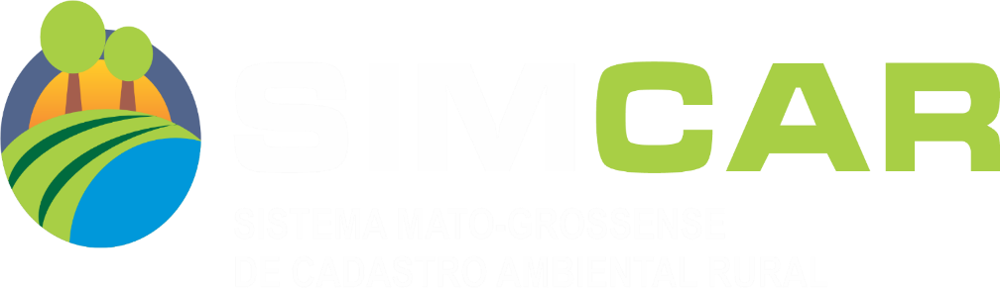 SIMCAR
SISTEMA MATO-GROSSENSE
DE CADASTRO AMBIENTAL RURAL